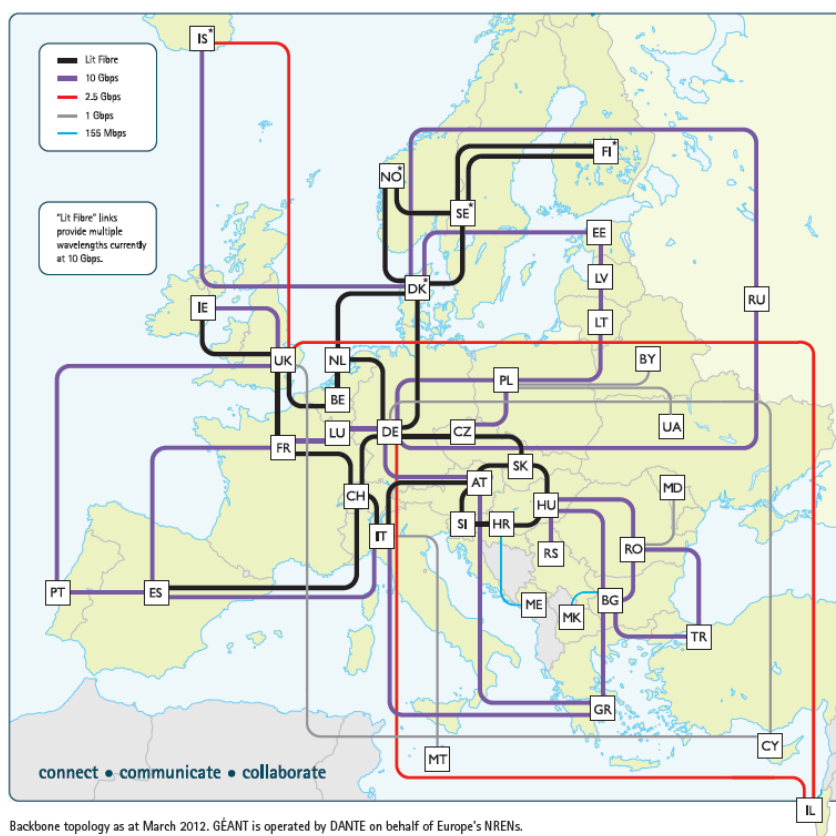 IS*
Lit Fibre
10 Gbps
2.5 Gbps
1 Gbps
155 Mbps
"Lit Fibre" links
provide multiple
wavelengths currently
at 10 Gbps.
NO*
FI*
SE*
EE
DK*
LV
RU
IE
LT
UK
NL
BY
PL
BE
LU
DE
CZ
UA
FR
SK
CH
AT
MD
HU
SI
HR
IT
RO
RS
PT
ES
ME
MK
BG
TR
GR
CY
MT
connect • communicate • collaborate
IL
Backbone topology as at March 2012. GÉANT is operated by DANTE on behalf of Europe's NRENs.